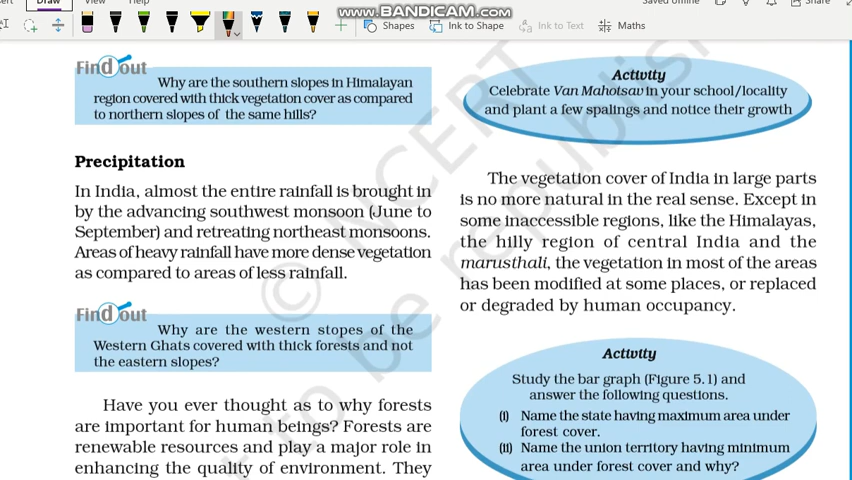 Draw
View
Help
Saved offline
www.BANDICAM.com
Shapes
Ink to Shape
Ink to Text
Maths
Find out
Why are the southern slopes in Himalayan
region covered with thick vegetation cover as compared
to northern slopes of the same hills?
Precipitation
In India, almost the entire rainfall is brought in
by the advancing southwest monsoon (June to
September) and retreating northeast monsoons.
Areas of heavy rainfall have more dense vegetation
as compared to areas of less rainfall.
Find out
Why are the western stopes of the
Western Ghats covered with thick forests and not
the eastern slopes?
Have you ever thought as to why forests
are important for human beings? Forests are
renewable resources and play a major role in
enhancing the quality of environment. They
Activity
Celebrate Van Mahotsav in your school/locality
and plant a few spalings and notice their growth
The vegetation cover of India in large parts
is no more natural in the real sense. Except in
some inaccessible regions, like the Himalayas,
the hilly region of central India and the
marusthali, the vegetation in most of the areas
has been modified at some places, or replaced
or degraded by human occupancy.
Activity
Study the bar graph (Figure 5.1) and
answer the following questions.
(i) Name the state having maximum area under
forest cover.
(ii) Name the union territory having minimum
area under forest cover and why?
© NCERT
to be republish